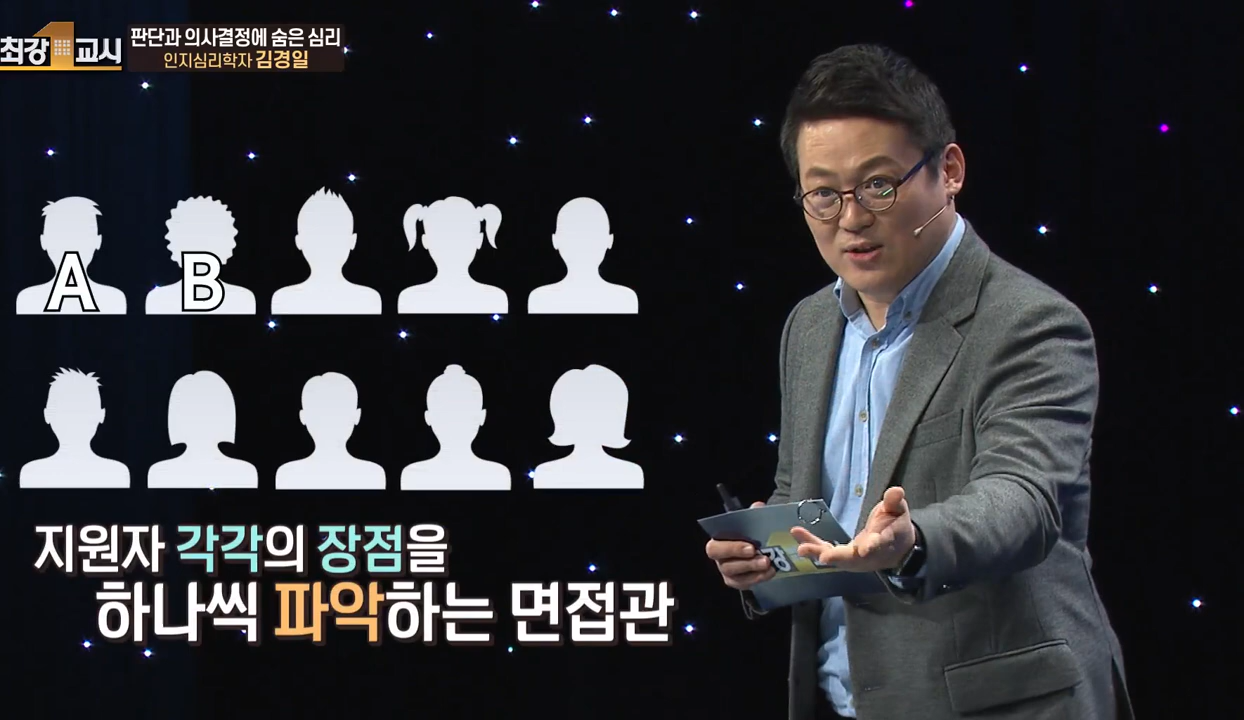 최강1교시
판단과 의사결정에 숨은 심리
인지심리학자 김경일
A
B
지원자 각각의 장점을
하나씩 파악하는 면접관
강